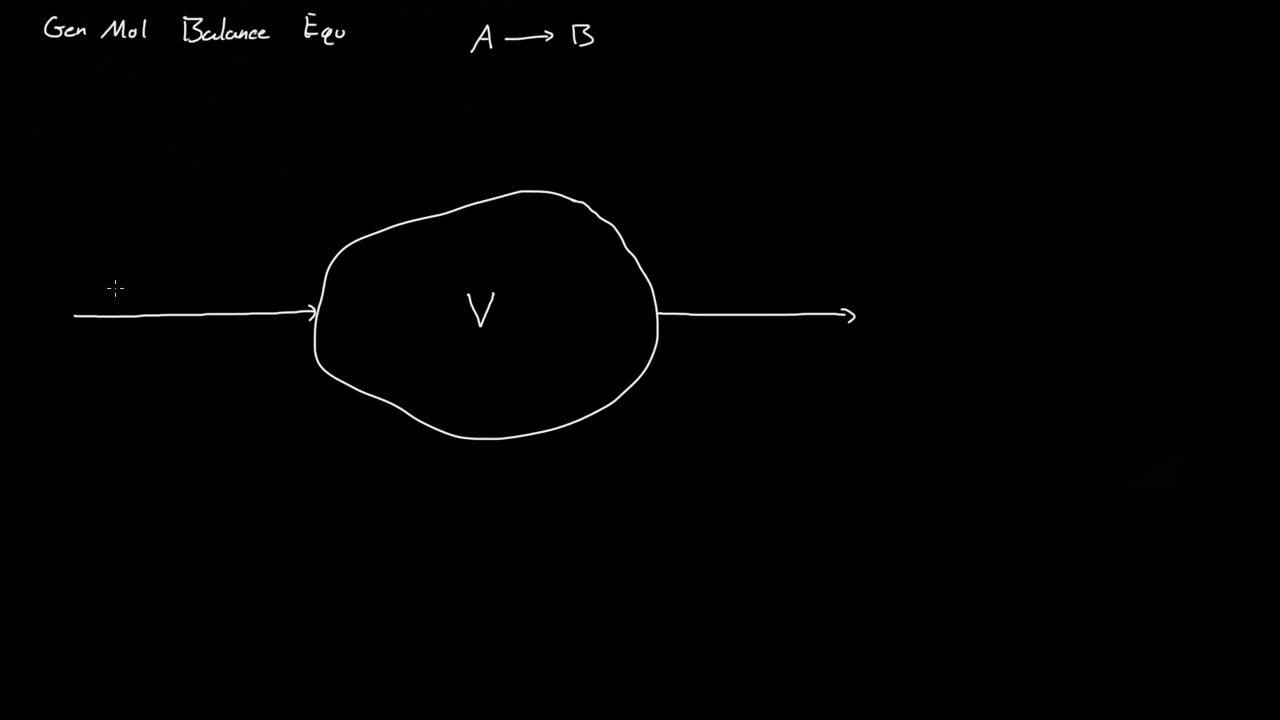 Gen Mol Balance Equ A → B
V